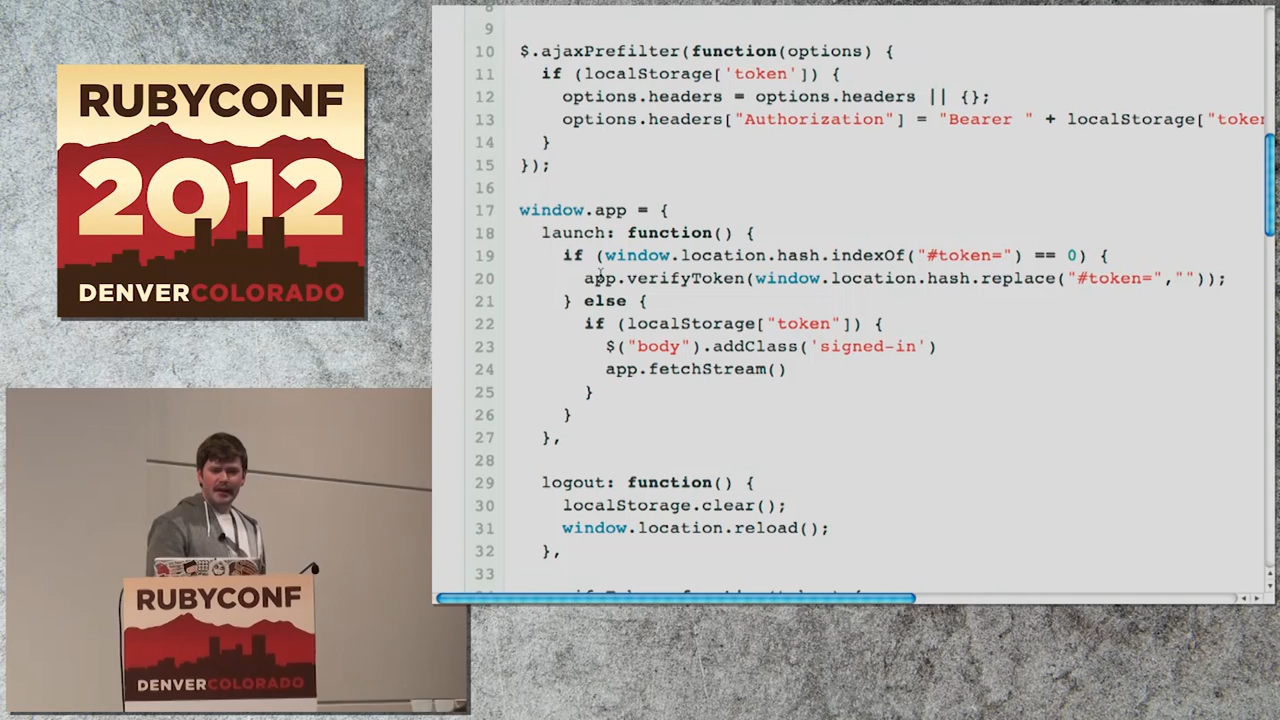 RUBYCONF
2012
DENVERCOLORADO
RUBYCONF
DENVERCOLORADO
9
10 $.ajaxPrefilter(function(options) {
11 if (localStorage['token']) {
12 options.headers = options.headers || {};
13 options.headers["Authorization"] = "Bearer " + localStorage["token
14 }
15 });
16
17 window.app = {
18 launch: function() {
19 if (window.location.hash.indexOf("#token=") == 0) {
20 app.verifyToken(window.location.hash.replace("#token=",""));
21 } else {
22 if (localStorage["token"]) {
23 $("body").addClass('signed-in')
24 app.fetchStream()
25 }
26 }
27 },
28
29 logout: function() {
30 localStorage.clear();
31 window.location.reload();
32 },
33